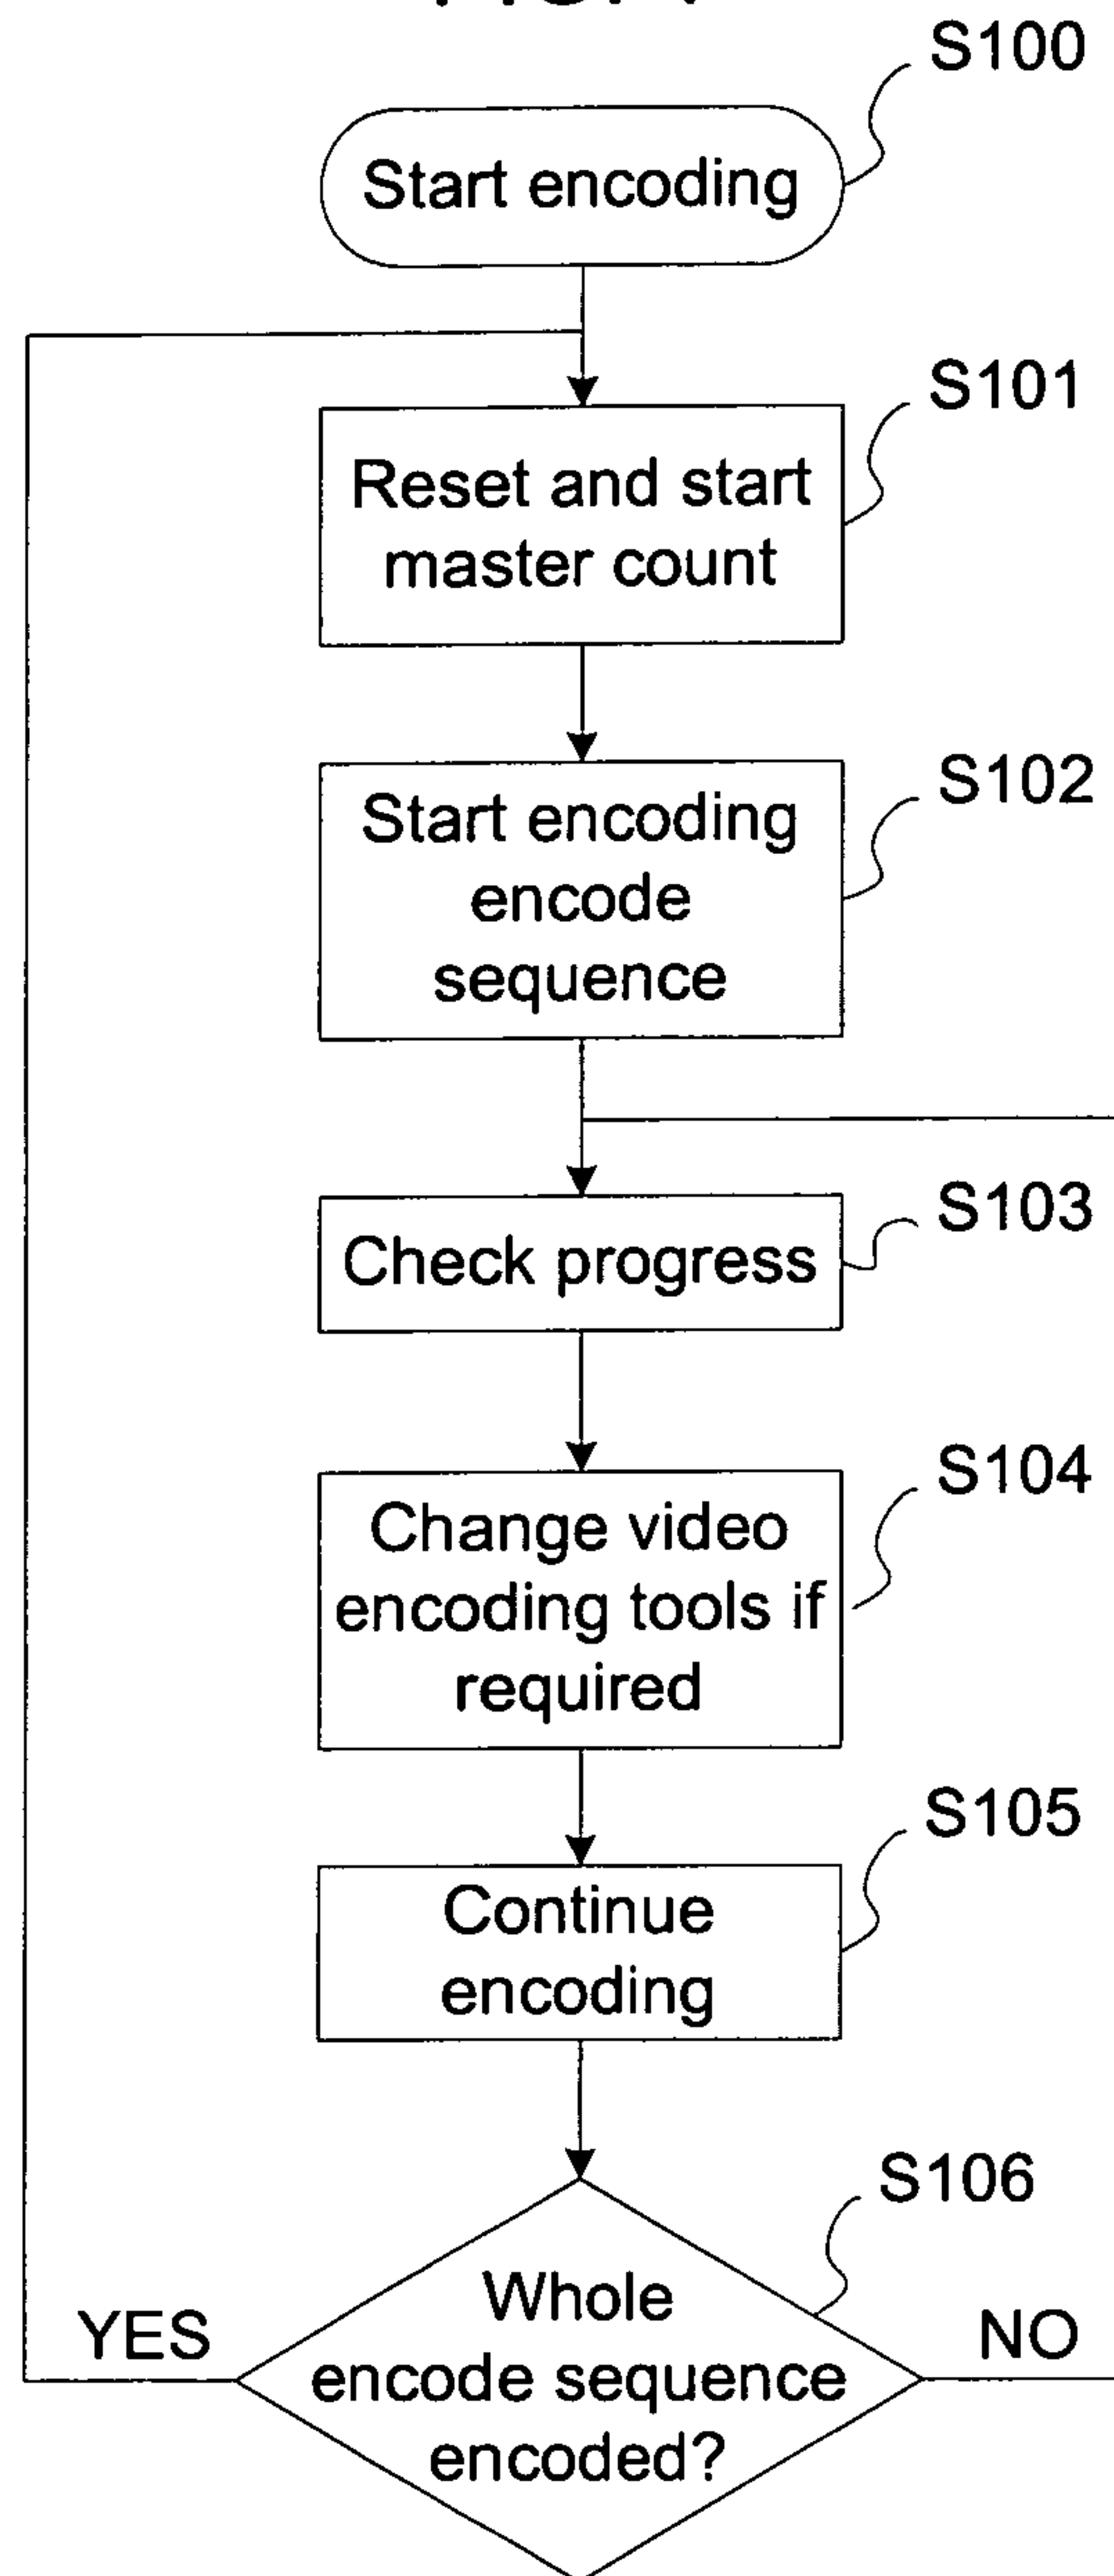 S100
Start encoding
S101
Reset and start
master count
S102
Start encoding
encode
sequence
S103
Check progress
S104
Change video
encoding tools if
required
S105
Continue
encoding
S106
Whole
encode sequence
encoded?
YES
NO